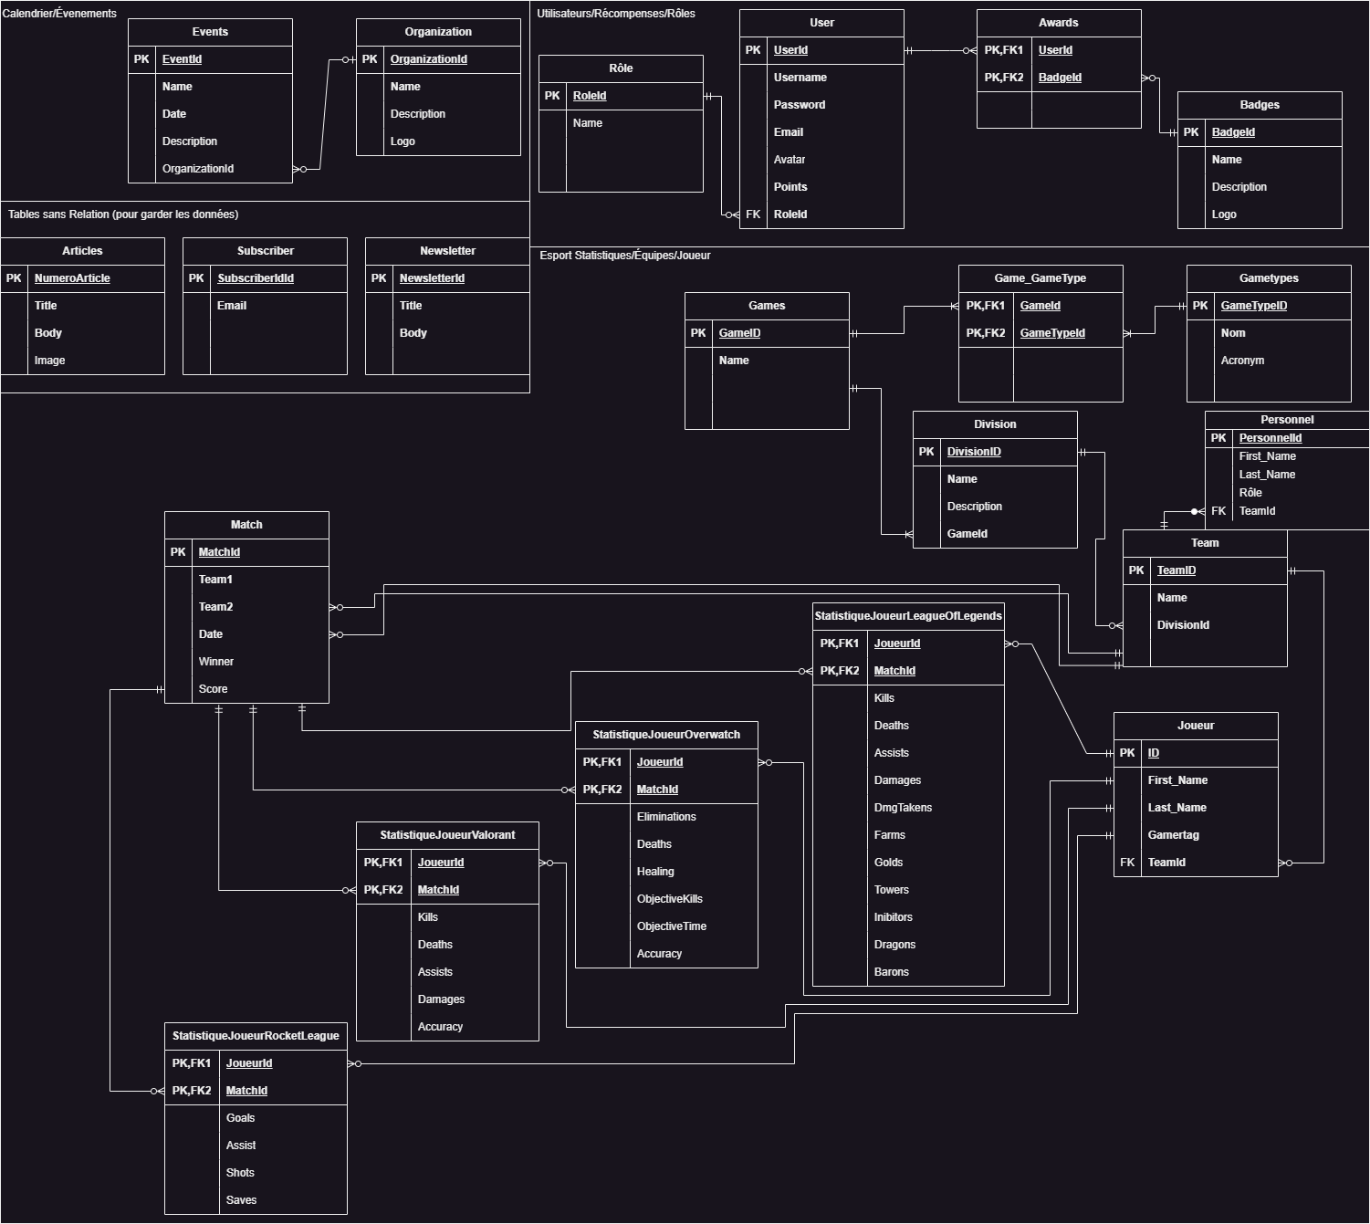 Calendrier/Évenements
Events
PK EventId
Name
Date
Description
OrganizationId
Organization
PK OrganizationId
Name
Description
Logo
Tables sans Relation (pour garder les données)
Articles
PK NumeroArticle
Title
Body
Image
Subscriber
PK SubscriberIdId
Email
Newsletter
PK NewsletterId
Title
Body
Utilisateurs/Récompenses/Rôles
Rôle
PK RoleId
Name
User
PK UserId
Username
Password
Email
Avatar
Points
FK RoleId
Awards
PK,FK1 UserId
PK,FK2 BadgeId
Badges
PK BadgeId
Name
Description
Logo
Esport Statistiques/Équipes/Joueur
Games
PK GameID
Name
Game_GameType
PK,FK1 GameId
PK,FK2 GameTypeId
Gametypes
PK GameTypeID
Nom
Acronym
Division
PK DivisionID
Name
Description
GameId
Personnel
PK PersonnelId
First_Name
Last_Name
Rôle
FK TeamId
Team
PK TeamID
Name
DivisionId
Match
PK MatchId
Team1
Team2
Date
Winner
Score
StatistiqueJoueurLeagueOfLegends
PK,FK1 JoueurId
PK,FK2 MatchId
Kills
Deaths
Assists
Damages
DmgTakens
Farms
Golds
Towers
Inibitors
Dragons
Barons
Joueur
PK ID
First_Name
Last_Name
Gamertag
FK TeamId
StatistiqueJoueurOverwatch
PK,FK1 JoueurId
PK,FK2 MatchId
Eliminations
Deaths
Healing
ObjectiveKills
ObjectiveTime
Accuracy
StatistiqueJoueurValorant
PK,FK1 JoueurId
PK,FK2 MatchId
Kills
Deaths
Assists
Damages
Accuracy
StatistiqueJoueurRocketLeague
PK,FK1 JoueurId
PK,FK2 MatchId
Goals
Assist
Shots
Saves